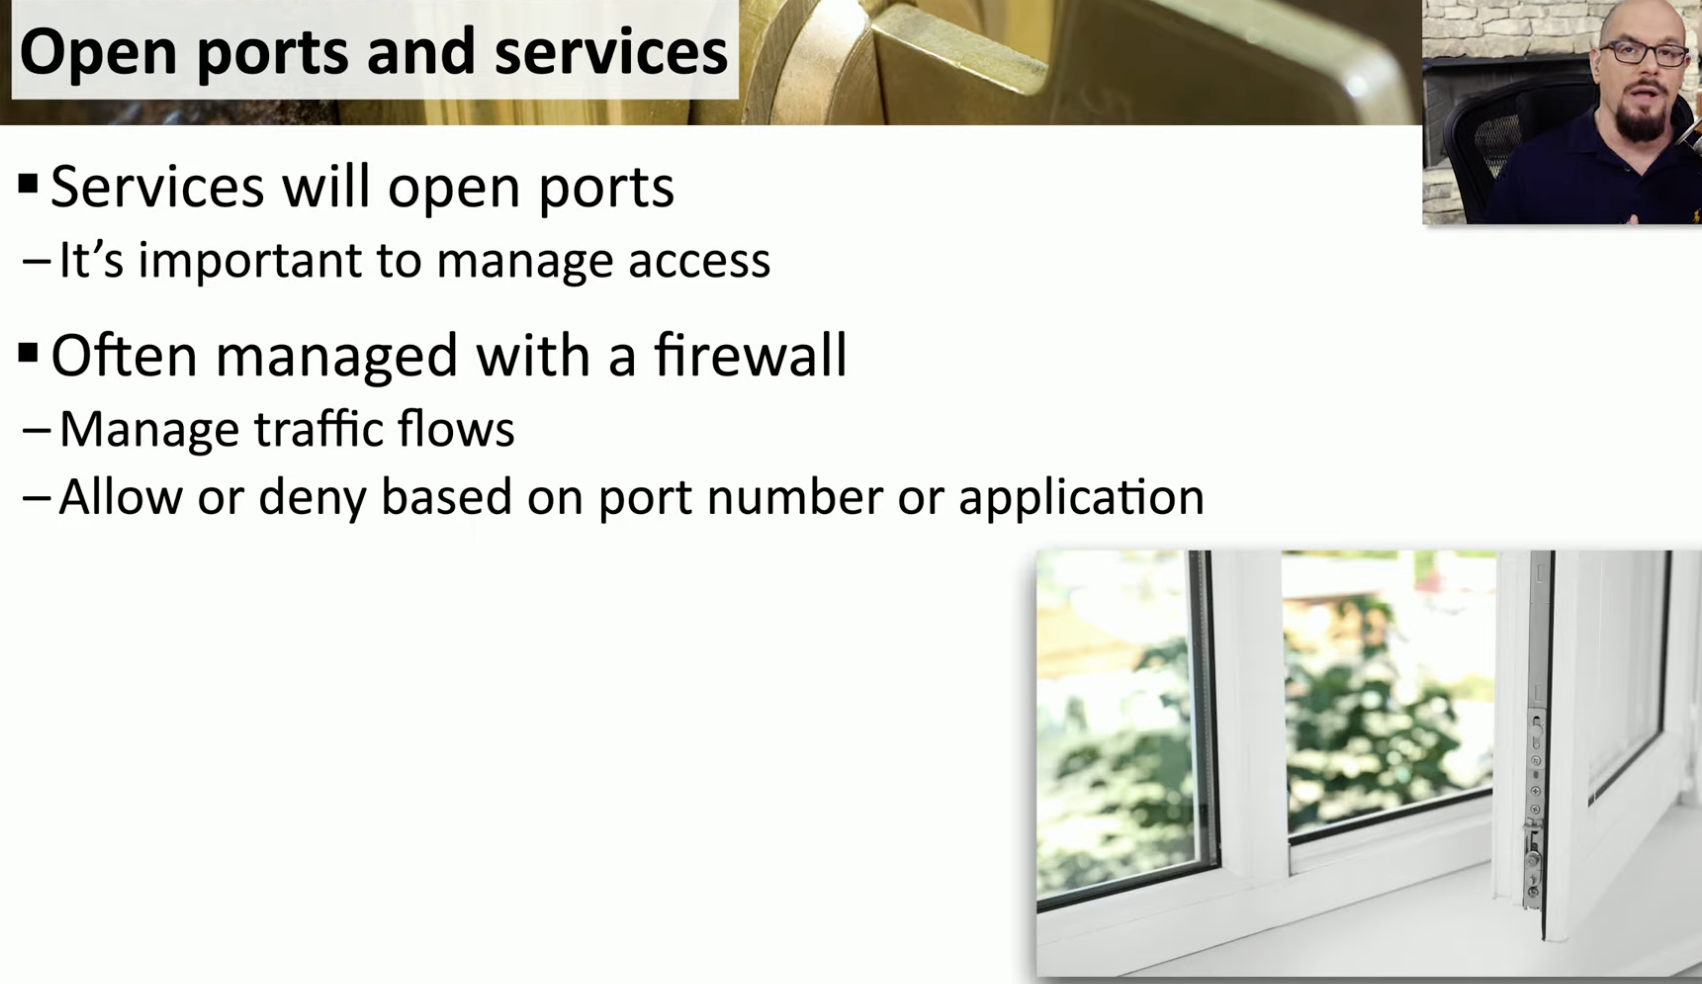 Open ports and services
▪ Services will open ports
– It’s important to manage access
▪ Often managed with a firewall
– Manage traffic flows
– Allow or deny based on port number or application